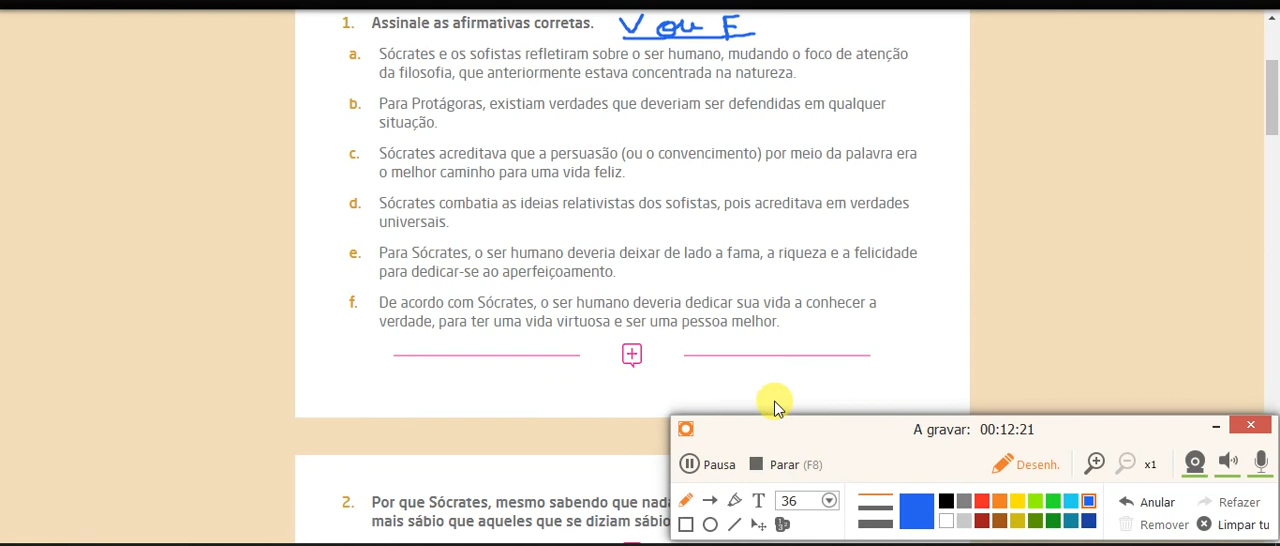 1. Assinale as afirmativas corretas. V ou F
a. Sócrates e os sofistas refletiram sobre o ser humano, mudando o foco de atenção
da filosofia, que anteriormente estava concentrada na natureza.
b. Para Protágoras, existiam verdades que deveriam ser defendidas em qualquer
situação.
c. Sócrates acreditava que a persuasão (ou o convencimento) por meio da palavra era
o melhor caminho para uma vida feliz.
d. Sócrates combatia as ideias relativistas dos sofistas, pois acreditava em verdades
universais.
e. Para Sócrates, o ser humano deveria deixar de lado a fama, a riqueza e a felicidade
para dedicar-se ao aperfeiçoamento.
f. De acordo com Sócrates, o ser humano deveria dedicar sua vida a conhecer a
verdade, para ter uma vida virtuosa e ser uma pessoa melhor.
A gravar: 00:12:21
Pausa Parar (F8) Desenh. x1
2. Por que Sócrates, mesmo sabendo que nada
mais sábio que aqueles que se diziam sábio
T 36 Anular Refazer
Remover Limpar tu